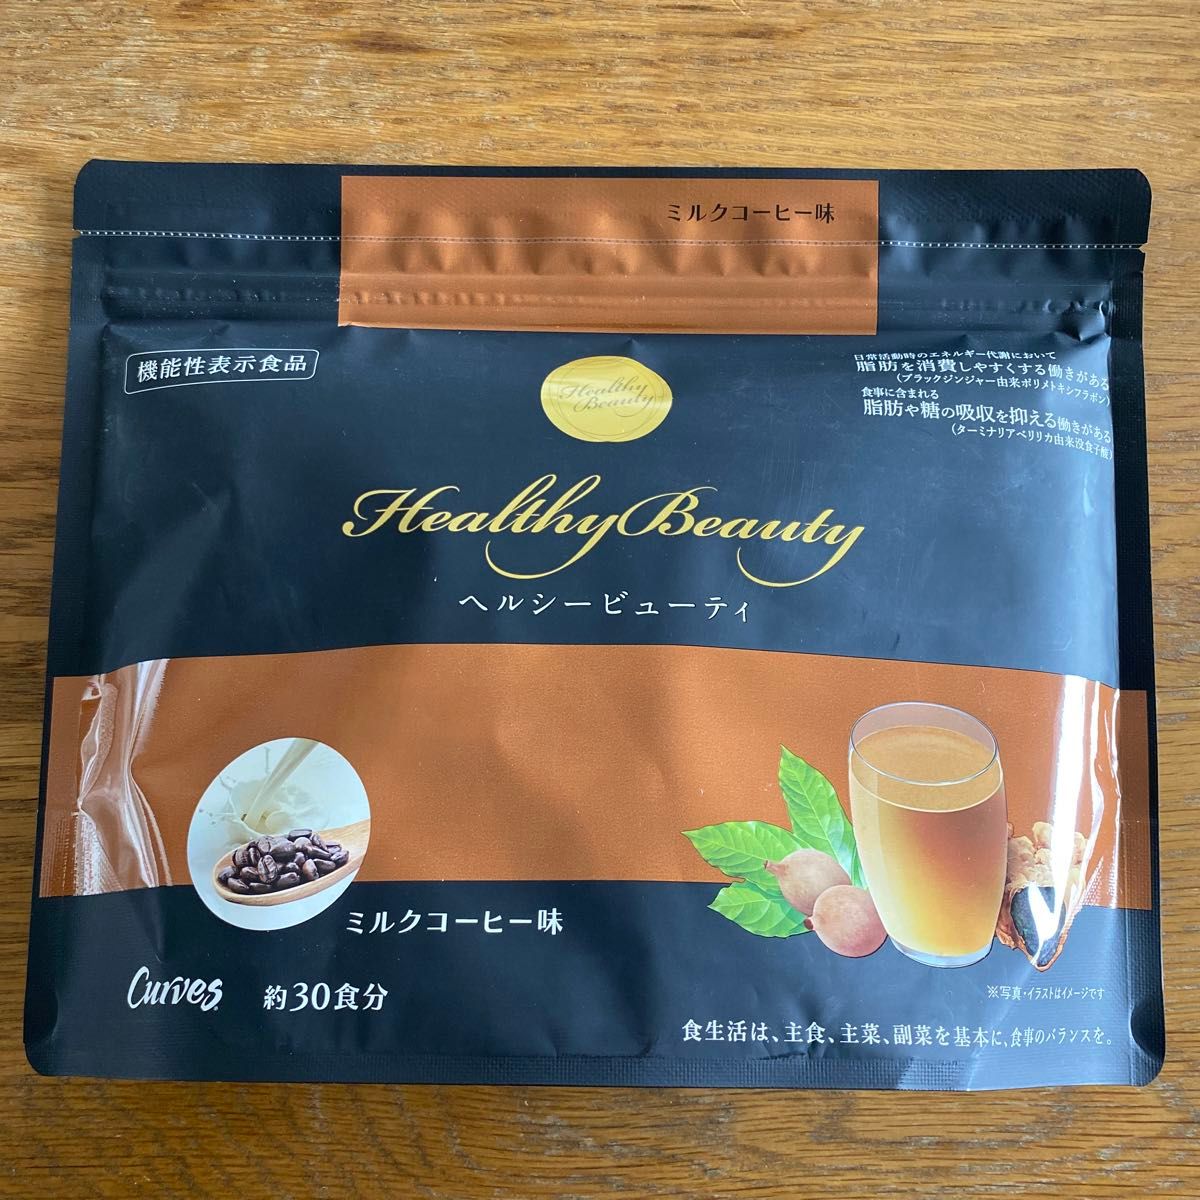 ミルクコーヒー味
機能性表示食品
Healthy
Beauty
日常活動時のエネルギー代謝において
脂肪を消費しやすくする働きがある
(ブラックジンジャー由来ポリメトキシフラボン)
食事に含まれる
脂肪や糖の吸収を抑える働きがある
(ターミナリアベリリカ由来没食子酸)
Healthy Beauty
ヘルシービューティ
ミルクコーヒー味
Curves
約30食分
※写真・イラストはイメージです
食生活は、主食、主菜、副菜を基本に、食事のバランスを。